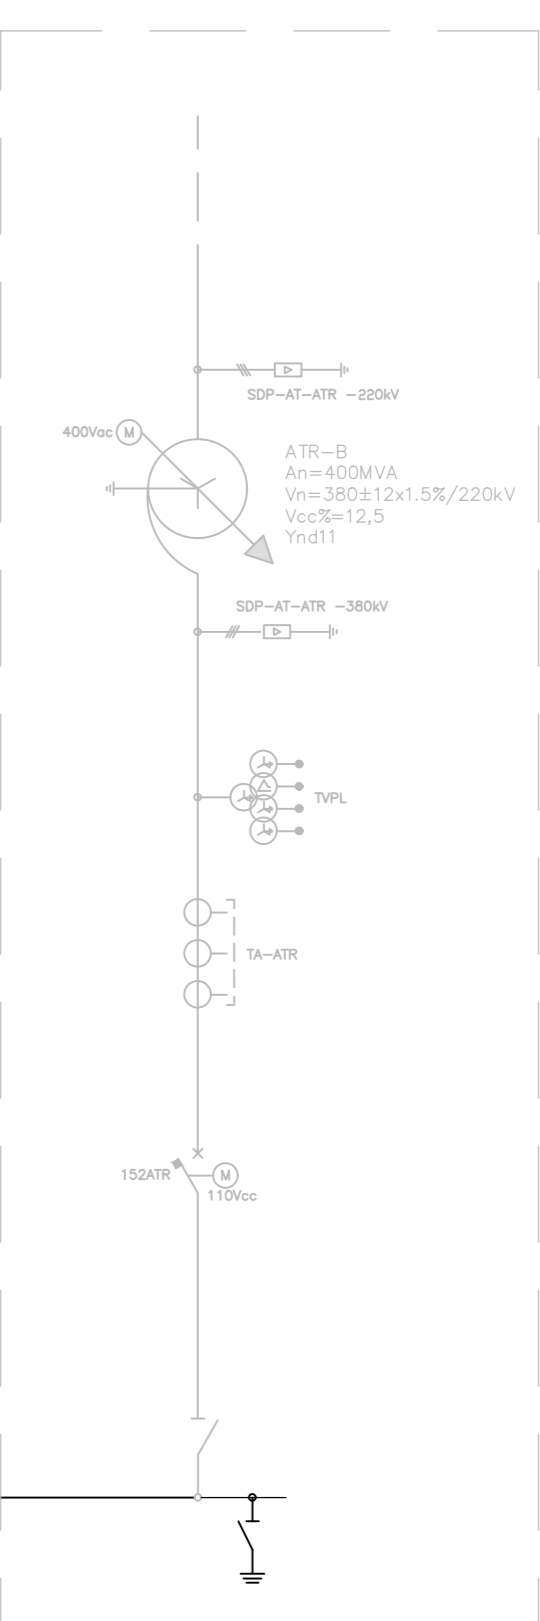 SDP-AT-ATR -220kV
400Vac M
ATR-B
An=400MVA
Vn=380±12x1.5%/220kV
Vcc%=12,5
Ynd11
SDP-AT-ATR -380kV
TVPL
TA-ATR
152ATR M
110Vcc